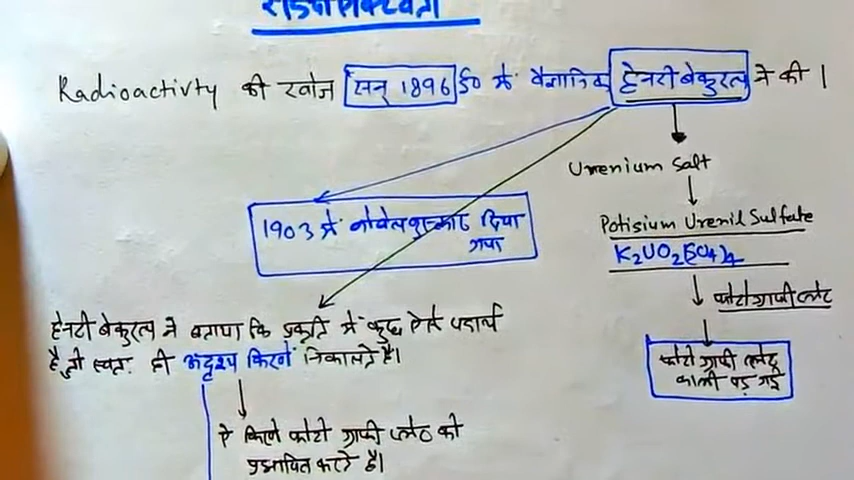 Radioactivty की खोज सन् 1896 ई० में वैज्ञानिक हेनरी बेकुरल ने की ।
Urenium Salt
Potisium Urenil Sulfate
K2UO2(SO4)2
फोटोग्राफी प्लेट
फोटो ग्राफी प्लेट
काली पड़ गई
1903 में नोबेल पुरस्कार दिया
गया
हेनरी बेकुरल ने बताया कि प्रकृति में कुछ ऐसे पदार्थ
है, जो स्वतः ही अदृश्य किरणें निकालते है।
ये किरणें फोटो ग्राफी प्लेट को
प्रभावित करते है।